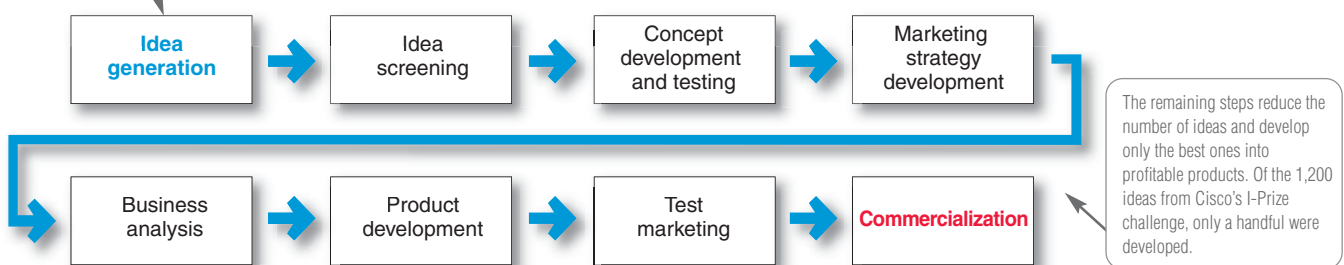 Idea
generation
Idea
screening
Concept
development
and testing
Marketing
strategy
development
The remaining steps reduce the
number of ideas and develop
only the best ones into
profitable products. Of the 1,200
ideas from Cisco's I-Prize
challenge, only a handful were
developed.
Business
analysis
Product
development
Test
marketing
Commercialization